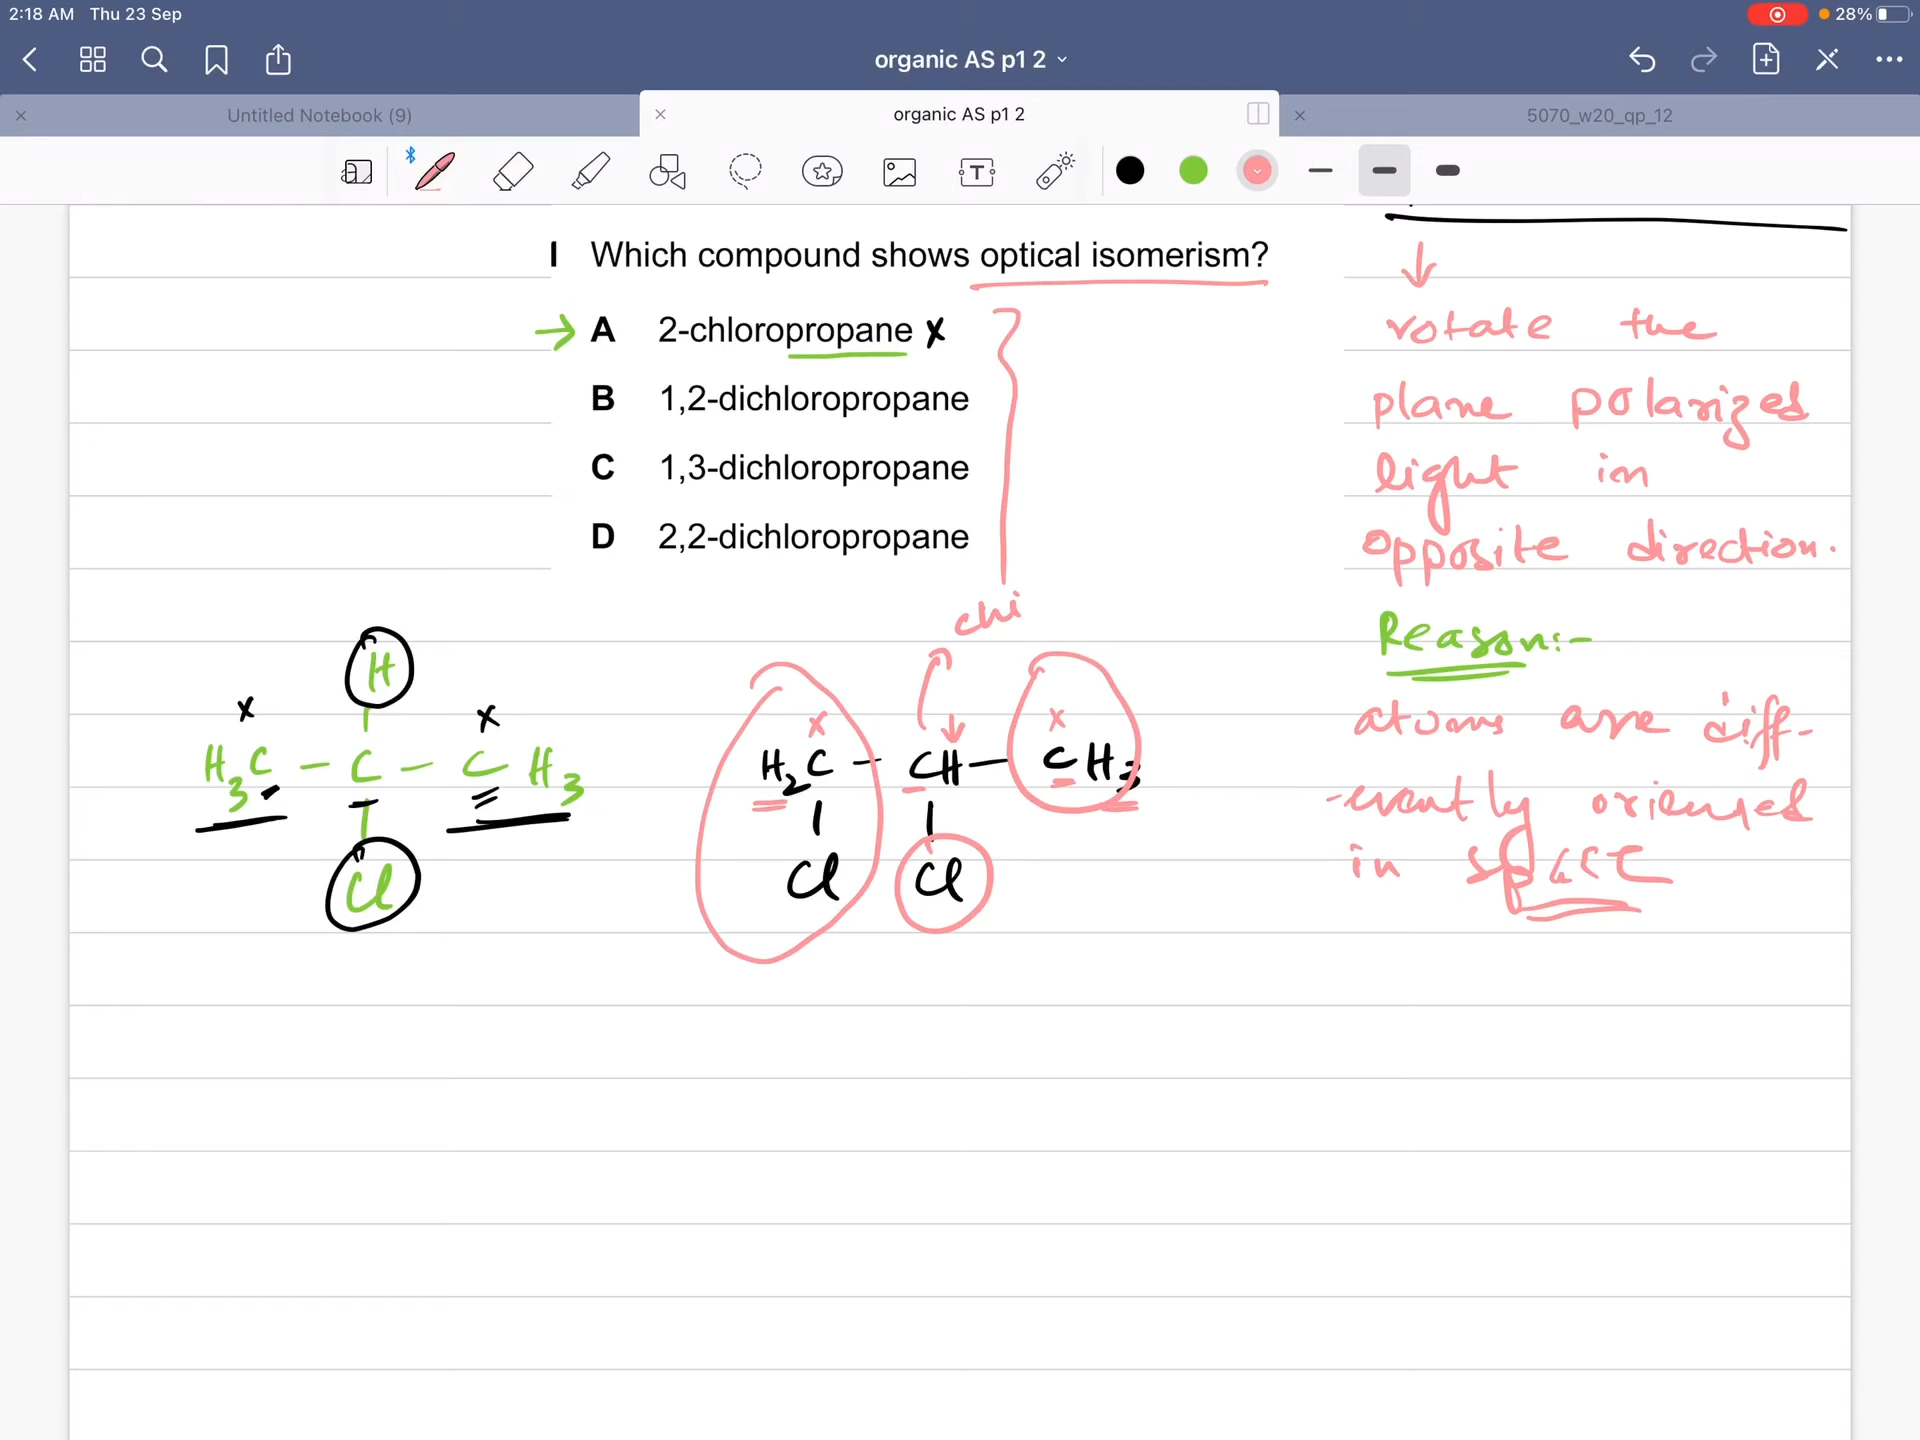 2:18 AM Thu 23 Sep
28%
organic AS p1 2
Untitled Notebook (9)
organic AS p1 2
5070_w20_qp_12
I Which compound shows optical isomerism?
A 2-chloropropane x
B 1,2-dichloropropane
C 1,3-dichloropropane
D 2,2-dichloropropane
chi
H
x x
H3C - C - CH3
Cl
x x
H2C - CH - CH3
Cl Cl
rotate the
plane polarized
light in
opposite direction.
Reason:-
atoms are diff-
-erently
in space